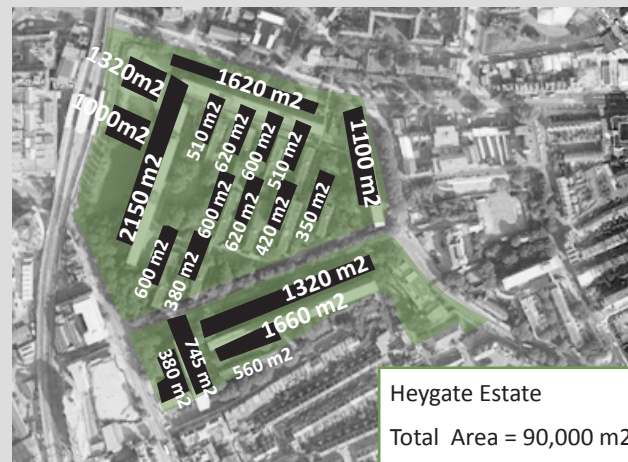 1320m2
1620 m2
1000m2
510 m2
620 m2
600 m2
510 m2
1100 m2
2150 m2
600 m2
620 m2
420 m2
350 m2
600 m2
380 m2
1320 m2
1660 m2
745 m2
380 m2
560 m2
Heygate Estate
Total Area = 90,000 m2